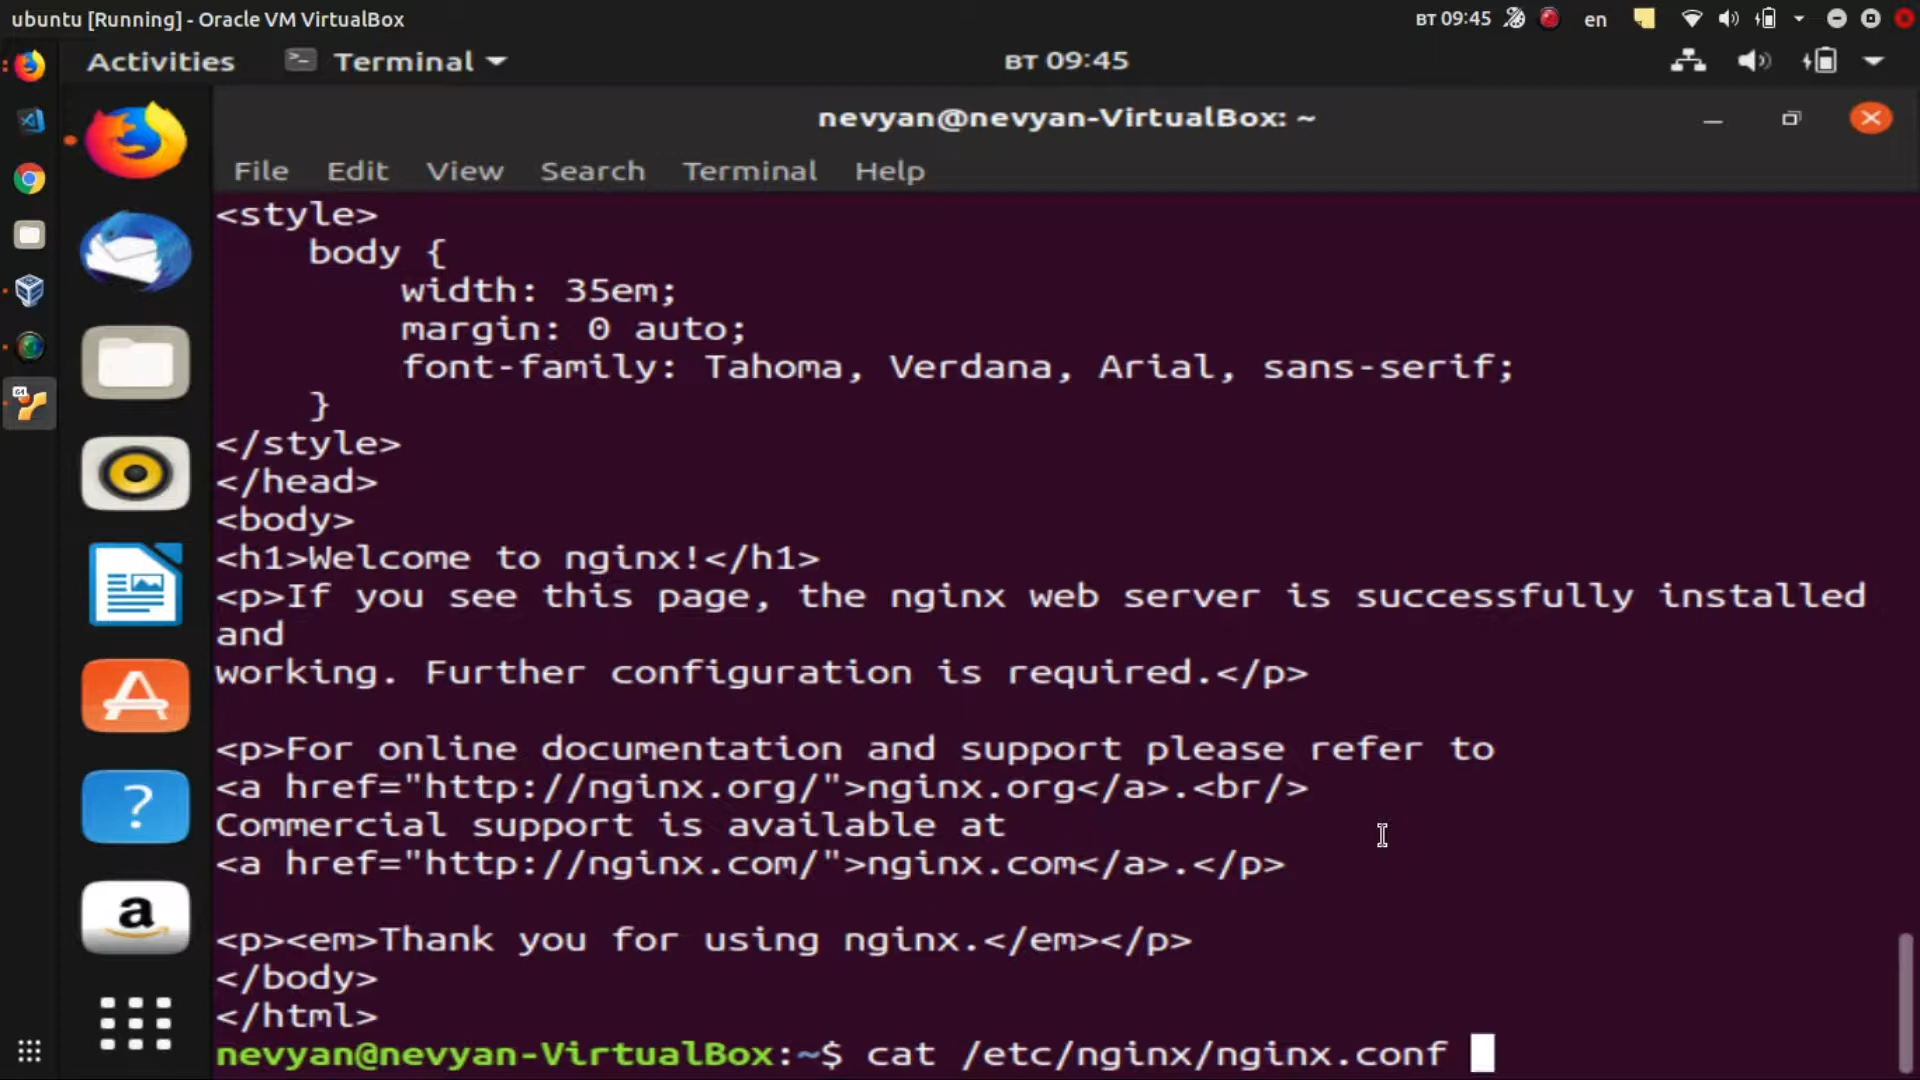 ubuntu [Running] - Oracle VM VirtualBox
вт 09:45
en
Activities
Terminal
вт 09:45
nevyan@nevyan-VirtualBox: ~
File Edit View Search Terminal Help
<style>
body {
width: 35em;
margin: 0 auto;
font-family: Tahoma, Verdana, Arial, sans-serif;
}
</style>
</head>
<body>
<h1>Welcome to nginx!</h1>
<p>If you see this page, the nginx web server is successfully installed
and
working. Further configuration is required.</p>
<p>For online documentation and support please refer to
<a href="http://nginx.org/">nginx.org</a>.<br/>
Commercial support is available at
<a href="http://nginx.com/">nginx.com</a>.</p>
<p><em>Thank you for using nginx.</em></p>
</body>
</html>
nevyan@nevyan-VirtualBox:~$ cat /etc/nginx/nginx.conf